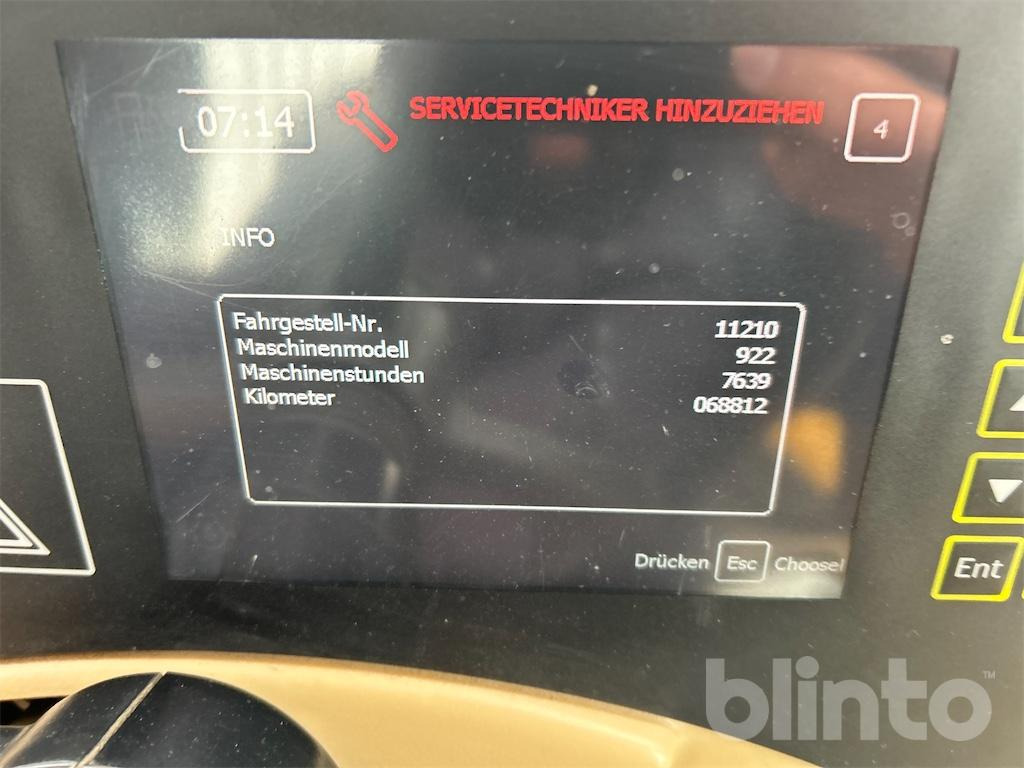 07:14
SERVICETECHNIKER HINZUZIEHEN
4
INFO
Fahrgestell-Nr. 11210
Maschinenmodell 922
Maschinenstunden 7639
Kilometer 068812
Drücken Esc Choose!
Ent
blinto™